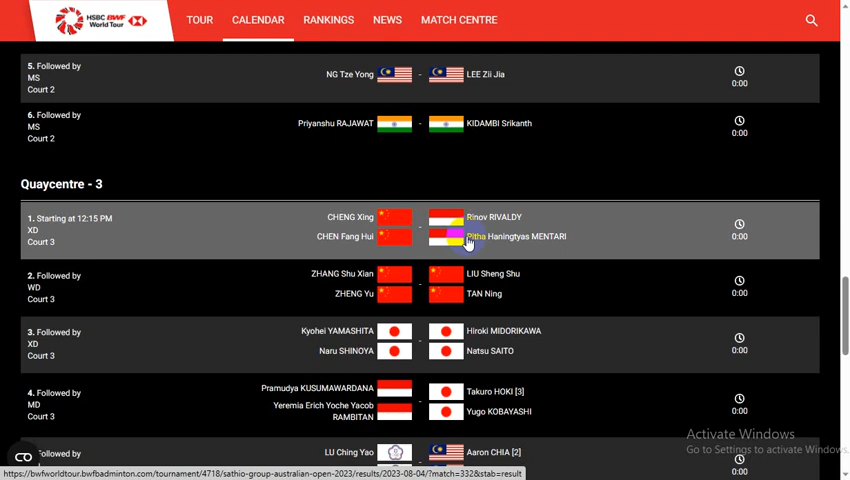 HSBC BWF
World Tour
TOUR
CALENDAR
RANKINGS
NEWS
MATCH CENTRE
5. Followed by
MS
Court 2
NG Tze Yong
-
LEE Zii Jia
0:00
6. Followed by
MS
Court 2
Priyanshu RAJAWAT
-
KIDAMBI Srikanth
0:00
Quaycentre - 3
1. Starting at 12:15 PM
XD
Court 3
CHENG Xing
CHEN Fang Hui
-
Rinov RIVALDY
Pitha Haningtyas MENTARI
0:00
2. Followed by
WD
Court 3
ZHANG Shu Xian
ZHENG Yu
-
LIU Sheng Shu
TAN Ning
0:00
3. Followed by
XD
Court 3
Kyohei YAMASHITA
Naru SHINOYA
-
Hiroki MIDORIKAWA
Natsu SAITO
0:00
4. Followed by
MD
Court 3
Pramudya KUSUMAWARDANA
Yeremia Erich Yoche Yacob
RAMBITAN
-
Takuro HOKI [3]
Yugo KOBAYASHI
0:00
Followed by
LU Ching Yao
Aaron CHIA [2]
0:00
Activate Windows
Go to Settings to activate Windows.
https://bwfworldtour.bwfbadminton.com/tournament/4718/sathio-group-australian-open-2023/results/2023-08-04/?match=332&stab=result